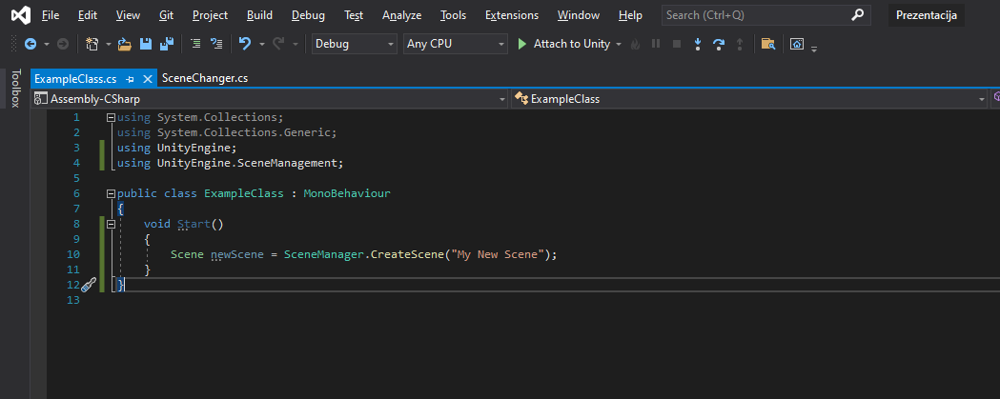 File Edit View Git Project Build Debug Test Analyze Tools Extensions Window Help Search (Ctrl+Q) Prezentacija
Debug Any CPU Attach to Unity
Toolbox
ExampleClass.cs SceneChanger.cs
Assembly-CSharp ExampleClass
1 using System.Collections;
2 using System.Collections.Generic;
3 using UnityEngine;
4 using UnityEngine.SceneManagement;
5
6 public class ExampleClass : MonoBehaviour
7 {
8 void Start()
9 {
10 Scene newScene = SceneManager.CreateScene("My New Scene");
11 }
12 }
13